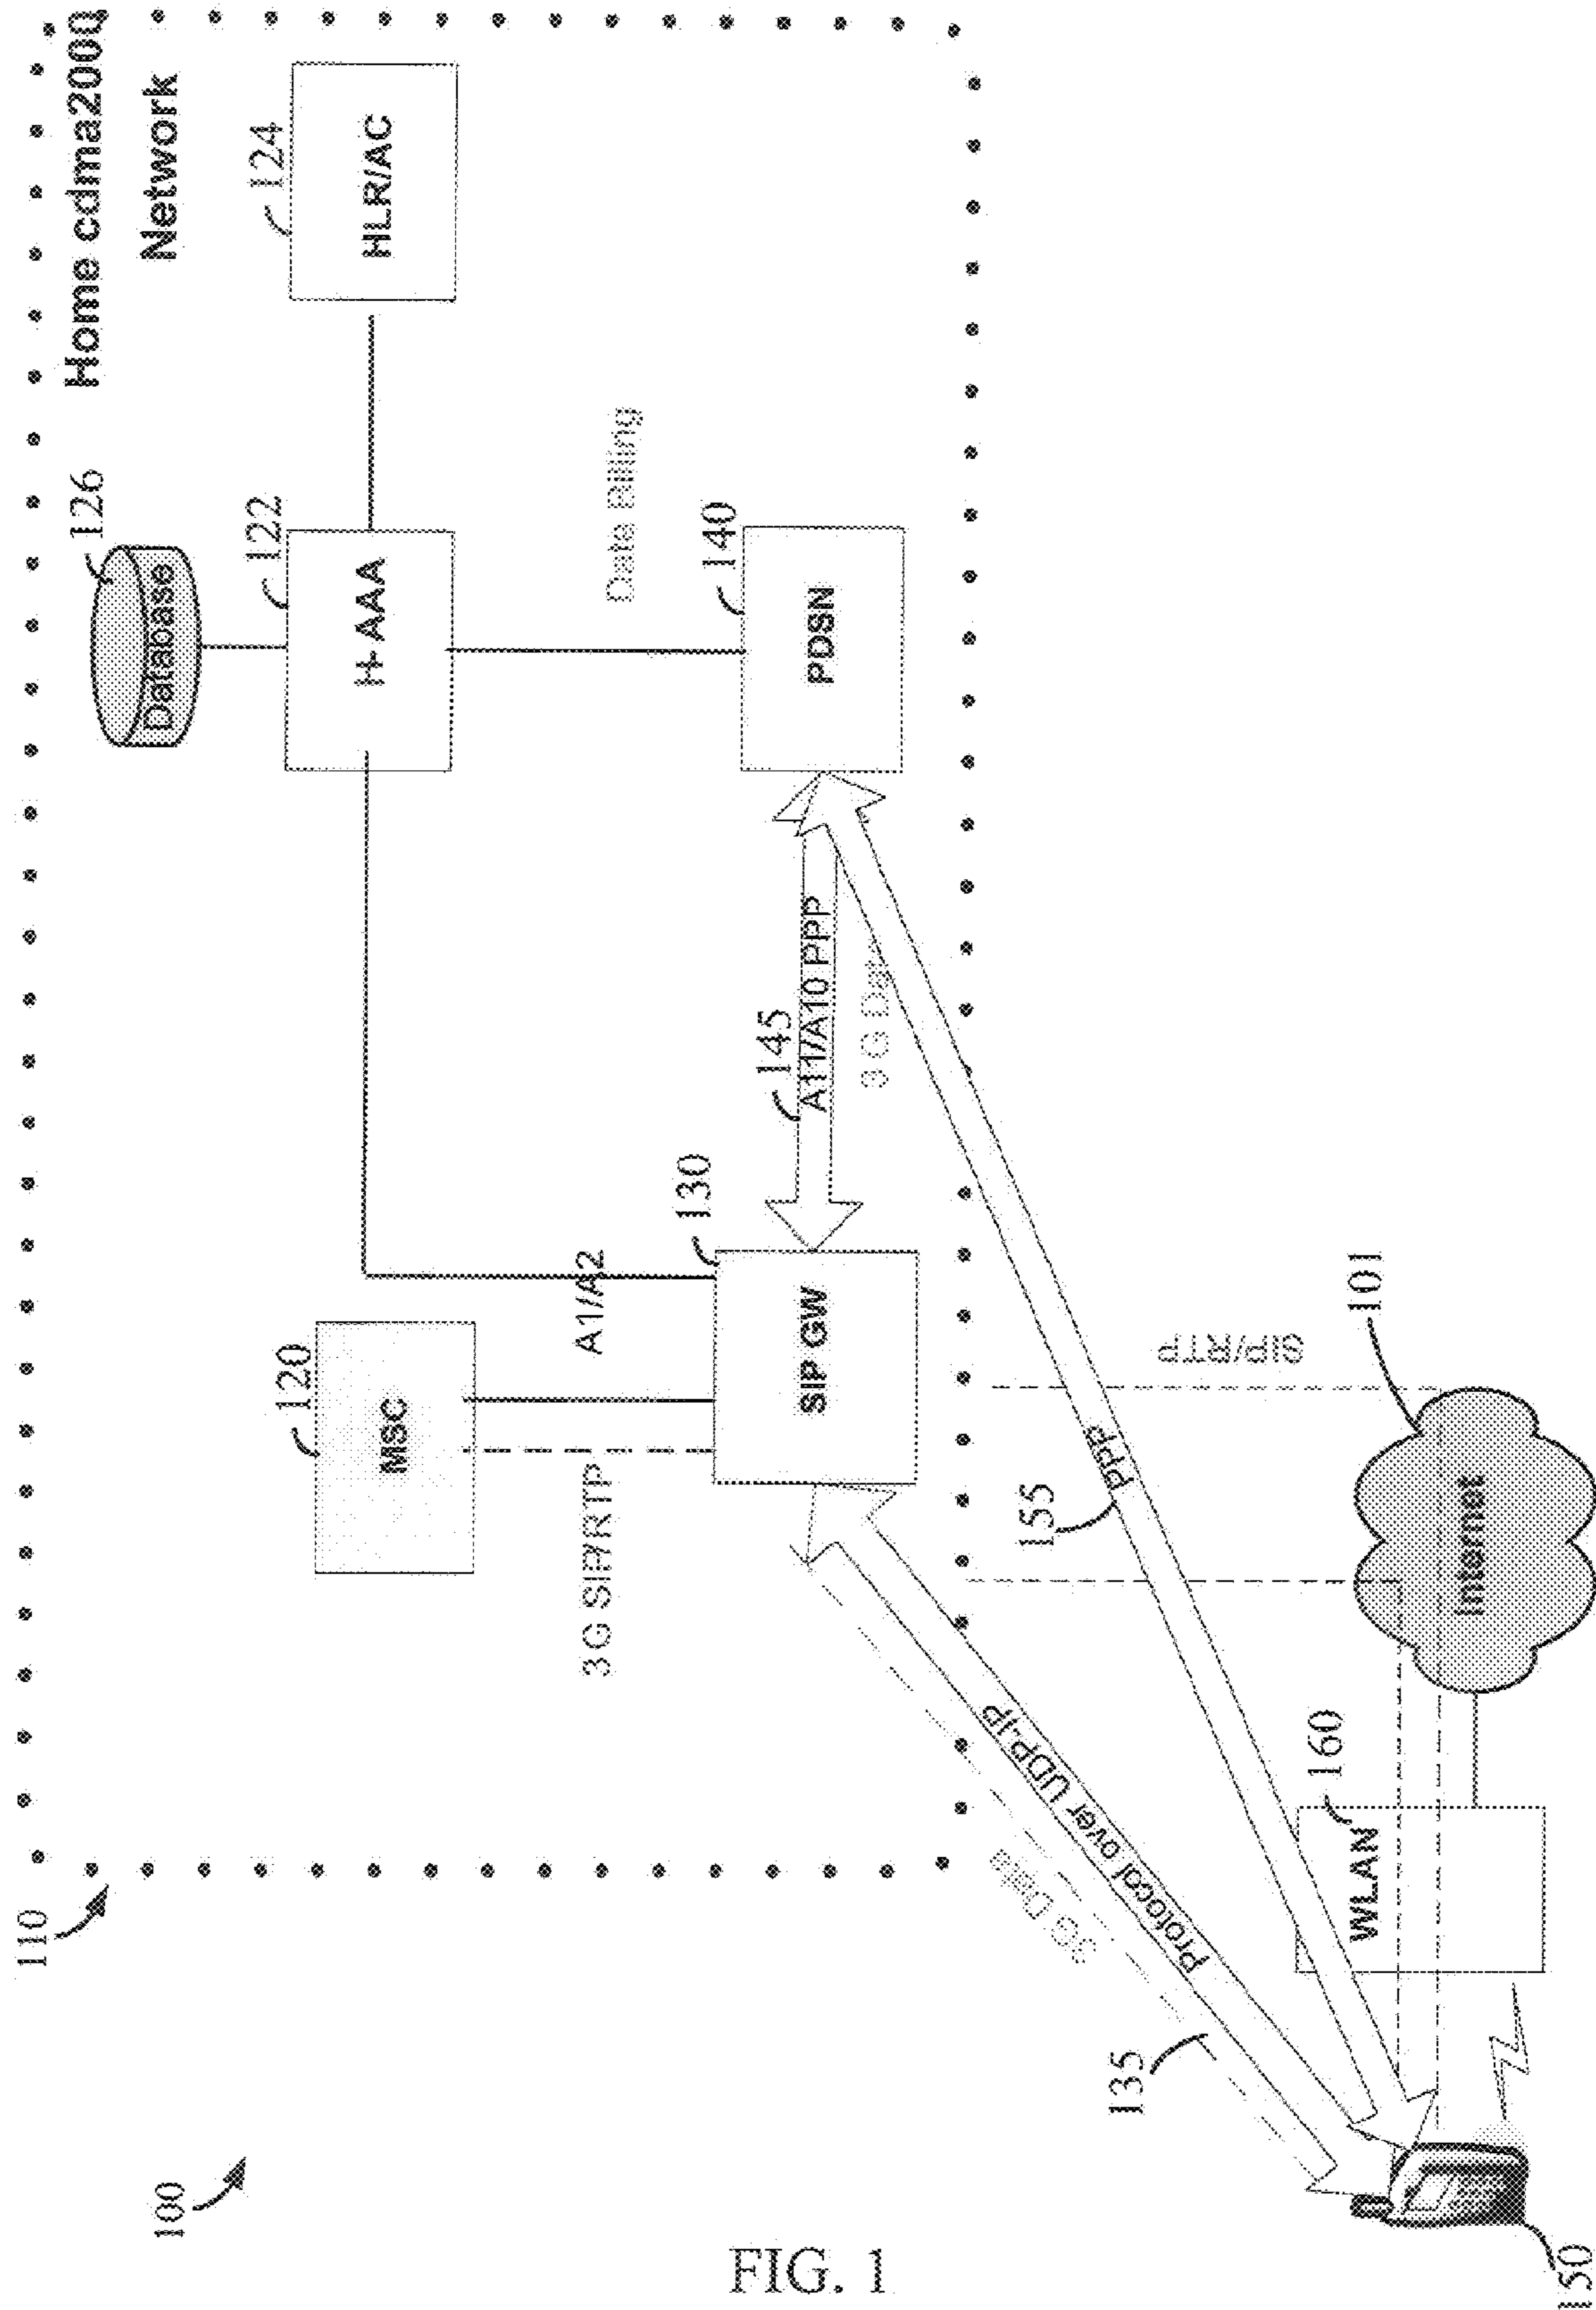 100
110
Home cdma2000
Network
126
Database
120
MSC
122
H-AAA
124
HLR/AC
3G SIP/RTP
A1/A2
Date Billing
130
SIP GW
145
A11/A10 PPP
3 G Data
140
PDSN
135
3G Data
Protocol over UDP.IP
155
PPP
SIP/RTP
160
WLAN
101
Internet
150
FIG. 1